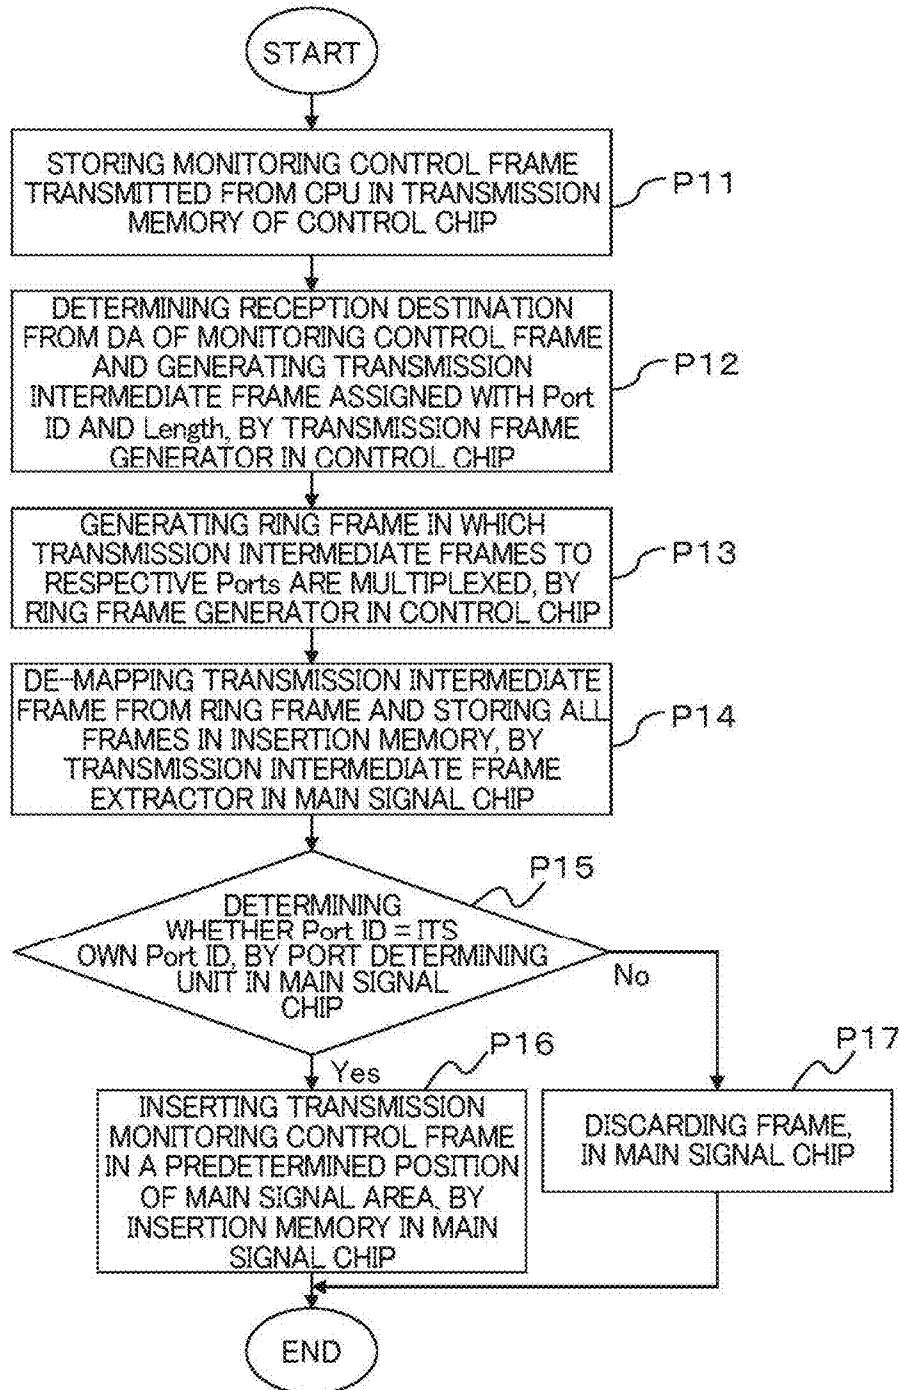 START
STORING MONITORING CONTROL FRAME
TRANSMITTED FROM CPU IN TRANSMISSION
MEMORY OF CONTROL CHIP
P11
DETERMINING RECEPTION DESTINATION
FROM DA OF MONITORING CONTROL FRAME
AND GENERATING TRANSMISSION
INTERMEDIATE FRAME ASSIGNED WITH Port
ID AND Length, BY TRANSMISSION FRAME
GENERATOR IN CONTROL CHIP
P12
GENERATING RING FRAME IN WHICH
TRANSMISSION INTERMEDIATE FRAMES TO
RESPECTIVE Ports ARE MULTIPLEXED, BY
RING FRAME GENERATOR IN CONTROL CHIP
P13
DE-MAPPING TRANSMISSION INTERMEDIATE
FRAME FROM RING FRAME AND STORING ALL
FRAMES IN INSERTION MEMORY, BY
TRANSMISSION INTERMEDIATE FRAME
EXTRACTOR IN MAIN SIGNAL CHIP
P14
P15
DETERMINING
WHETHER Port ID = ITS
OWN Port ID, BY PORT DETERMINING
UNIT IN MAIN SIGNAL
CHIP
No
Yes
P16
INSERTING TRANSMISSION
MONITORING CONTROL FRAME
IN A PREDETERMINED POSITION
OF MAIN SIGNAL AREA, BY
INSERTION MEMORY IN MAIN
SIGNAL CHIP
P17
DISCARDING FRAME,
IN MAIN SIGNAL CHIP
END